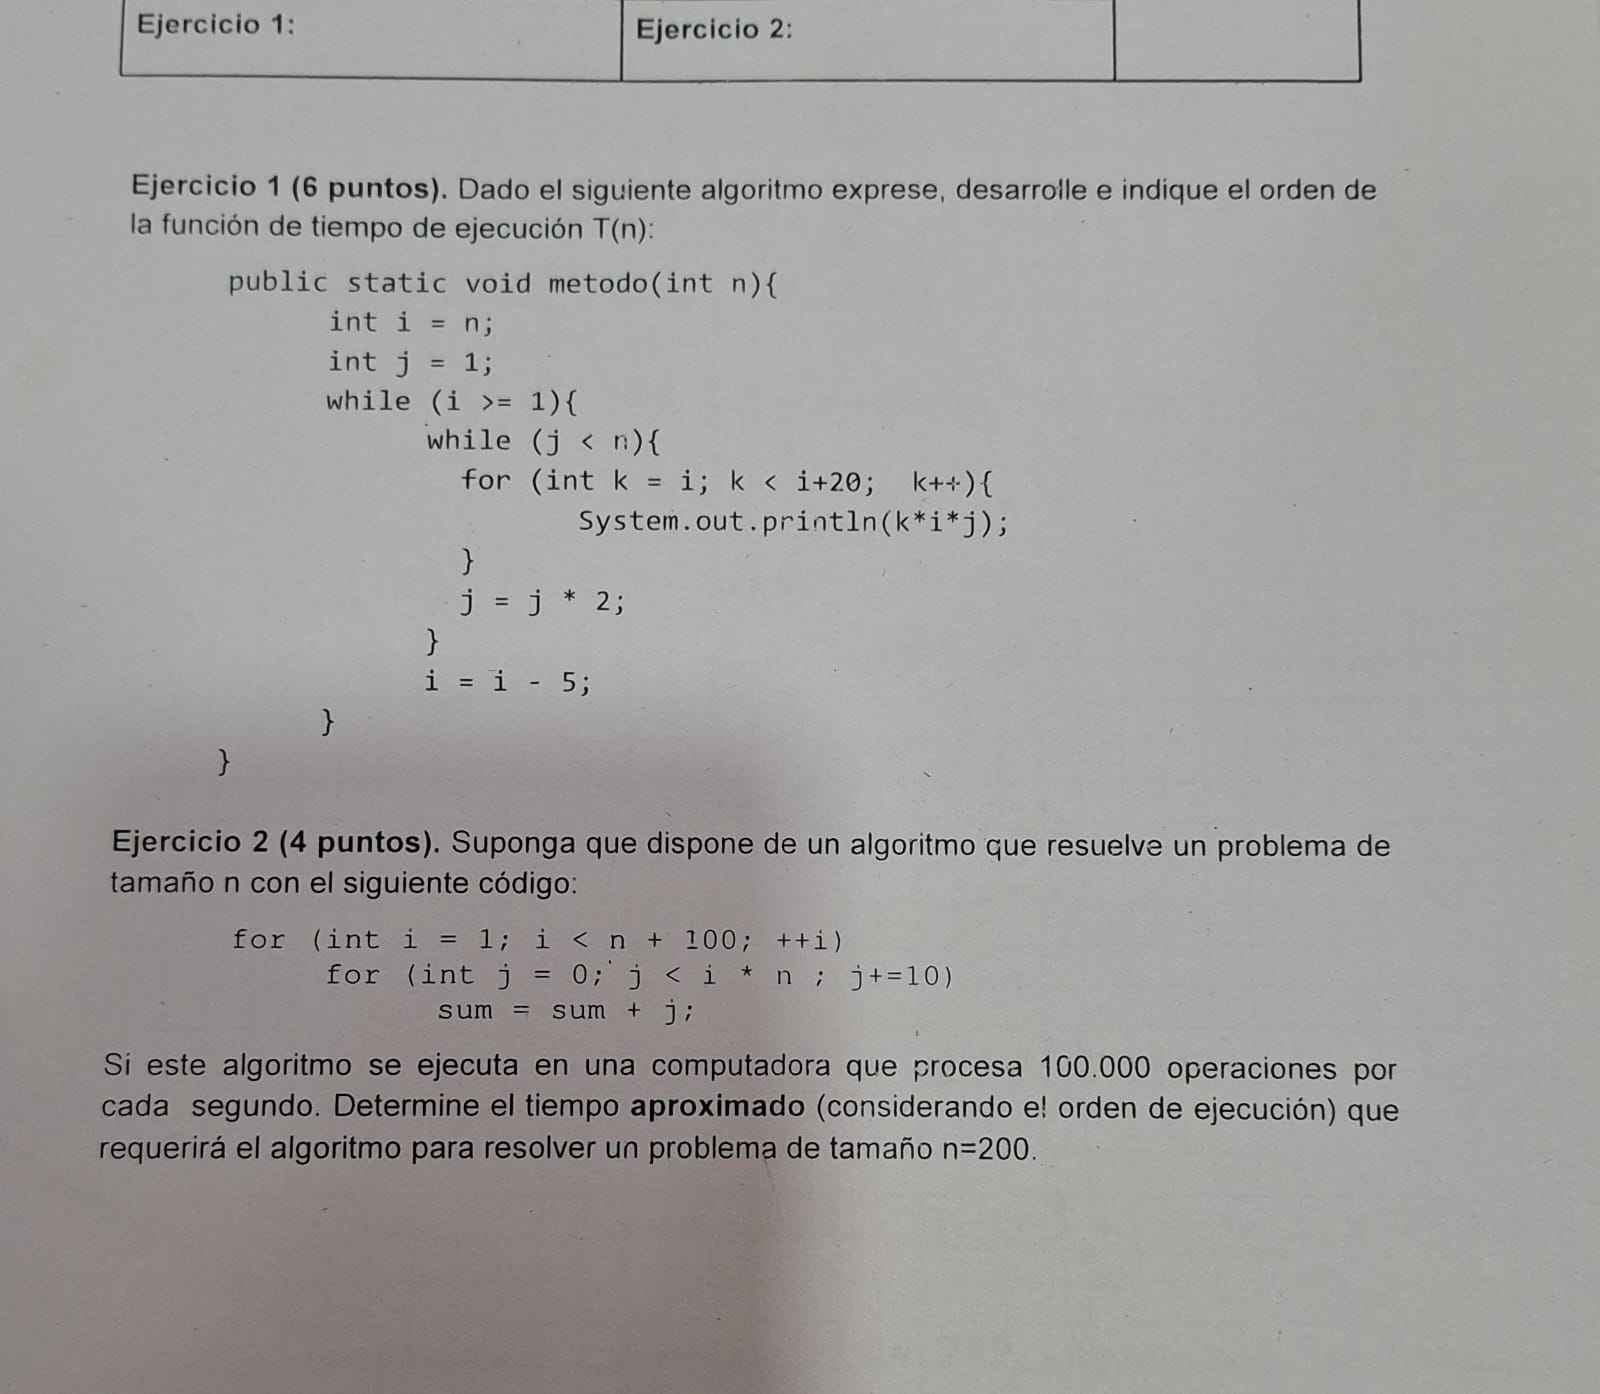 Ejercicio 1:
Ejercicio 2:
Ejercicio 1 (6 puntos). Dado el siguiente algoritmo exprese, desarrolle e indique el orden de
la función de tiempo de ejecución T(n):
public static void metodo(int n){
int i = n;
int j = 1;
while (i >= 1){
while (j < n){
for (int k = i; k < i+20; k++){
System.out.println(k*i*j);
}
j = j * 2;
}
i = i - 5;
}
}
Ejercicio 2 (4 puntos). Suponga que dispone de un algoritmo que resuelve un problema de
tamaño n con el siguiente código:
for (int i = 1; i < n + 100; ++i)
for (int j = 0; j < i * n ; j+=10)
sum = sum + j;
Si este algoritmo se ejecuta en una computadora que procesa 100.000 operaciones por
cada segundo. Determine el tiempo aproximado (considerando el orden de ejecución) que
requerirá el algoritmo para resolver un problema de tamaño n=200.